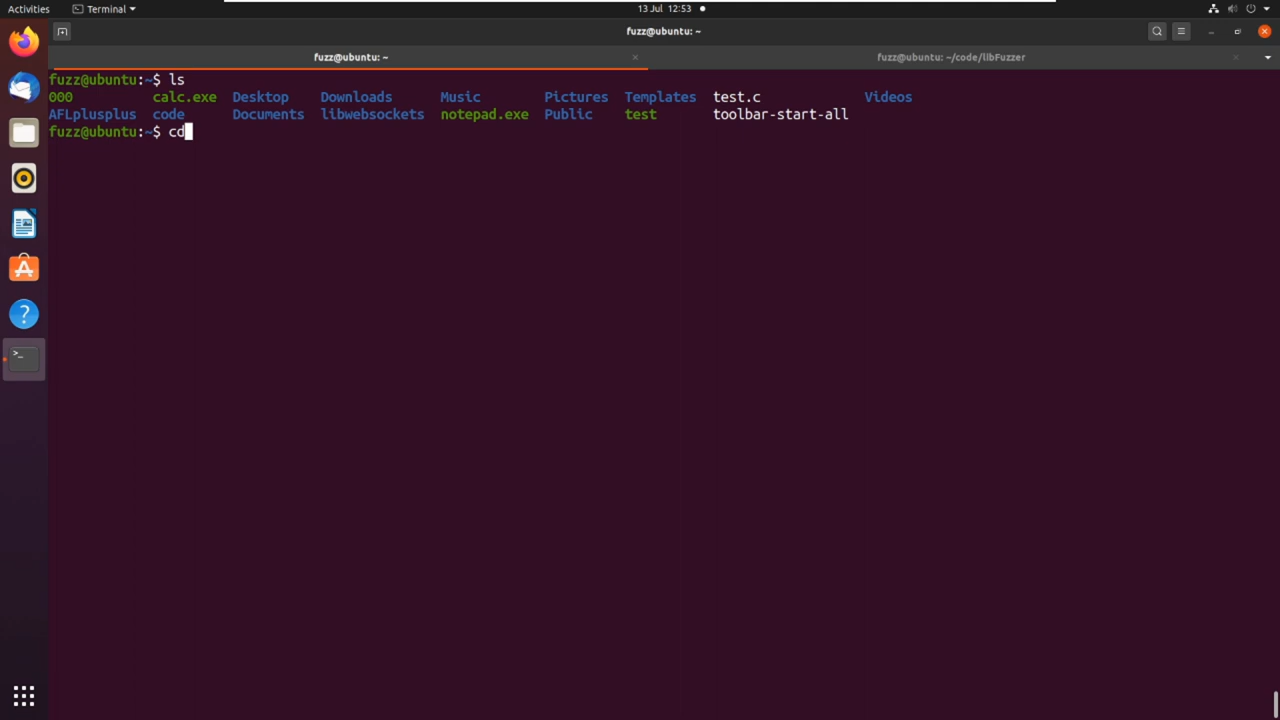 Activities Terminal 13 Jul 12:53
fuzz@ubuntu: ~
fuzz@ubuntu: ~ fuzz@ubuntu: ~/code/libFuzzer
fuzz@ubuntu:~$ ls
000 calc.exe Desktop Downloads Music Pictures Templates test.c Videos
AFLplusplus code Documents libwebsockets notepad.exe Public test toolbar-start-all
fuzz@ubuntu:~$ cd